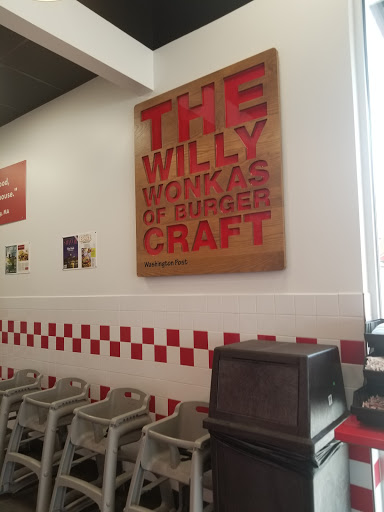 THE
WILLY
WONKAS
OF BURGER
CRAFT
Washington Post